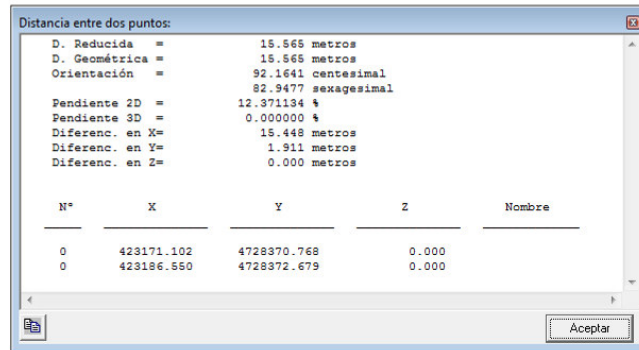 Distancia entre dos puntos:
D. Reducida = 15.565 metros
D. Geométrica = 15.565 metros
Orientación = 92.1641 centesimal
82.9477 sexagesimal
Pendiente 2D = 12.371134 %
Pendiente 3D = 0.000000 %
Diferenc. en X= 15.448 metros
Diferenc. en Y= 1.911 metros
Diferenc. en Z= 0.000 metros
Nº X Y Z Nombre
0 423171.102 4728370.768 0.000
0 423186.550 4728372.679 0.000
Aceptar